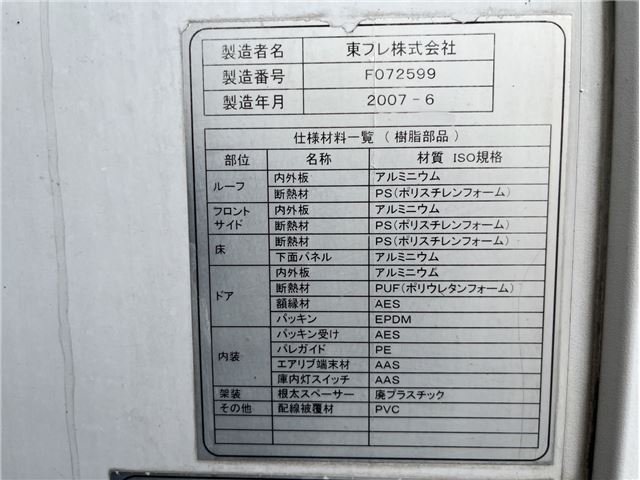 製造者名 東プレ株式会社
製造番号 F072599
製造年月 2007-6
仕様材料一覧 (樹脂部品)
部位 名称 材質 ISO規格
ルーフ 内外板 アルミニウム
断熱材 PS(ポリスチレンフォーム)
フロントサイド 内外板 アルミニウム
断熱材 PS(ポリスチレンフォーム)
床 断熱材 PS(ポリスチレンフォーム)
下面パネル アルミニウム
ドア 内外板 アルミニウム
断熱材 PUF(ポリウレタンフォーム)
額縁材 AES
パッキン EPDM
内装 パッキン受け AES
パレガイド PE
エアリブ端末材 AAS
庫内灯スイッチ AAS
架装 根太スペーサー 廃プラスチック
その他 配線被覆材 PVC